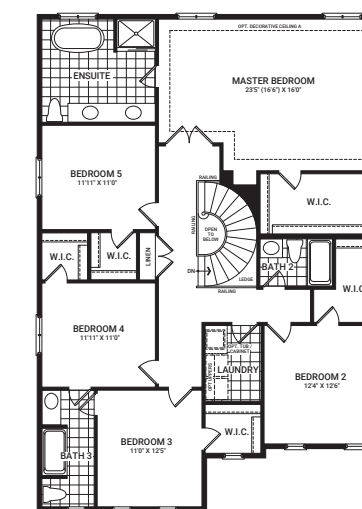 OPT. DECORATIVE CEILING A
ENSUITE
MASTER BEDROOM
23'5" (16'6") X 16'0"
BEDROOM 5
11'11" X 11'0"
RAILING
W.I.C.
RAILING
OPEN
TO
BELOW
W.I.C.
W.I.C.
LINEN
DN
LEDGE
BATH 2
RAILING
W.I.C
BEDROOM 4
11'11" X 11'0"
OPT. TUB /
CABINET
LAUNDRY
BEDROOM 2
12'4" X 12'6"
BEDROOM 3
11'0" X 12'5"
W.I.C.
BATH 3